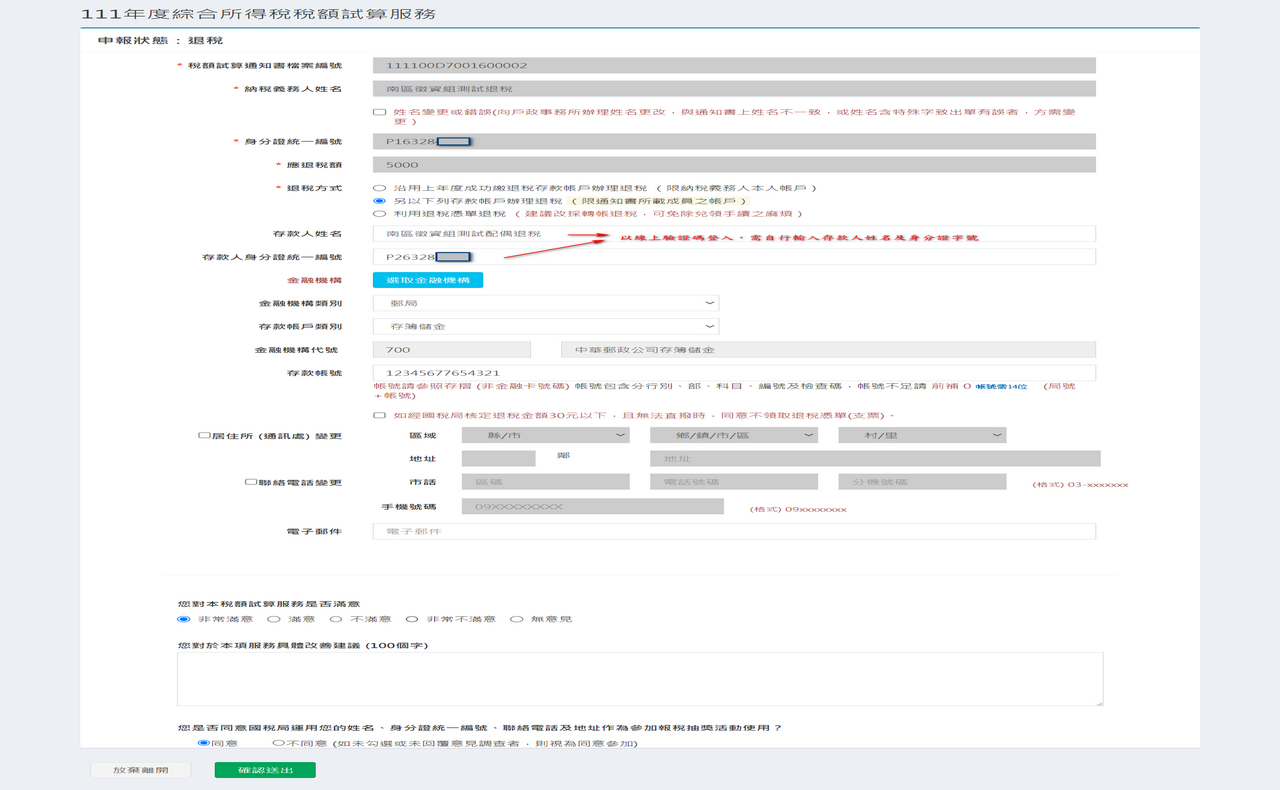 111年度綜合所得稅稅額試算服務
申報狀態：退稅
* 稅額試算通知書檔案編號 111100D7001600002
* 納稅義務人姓名 南區徵資組測試退稅
姓名變更或錯誤(向戶政事務所辦理姓名更改，與通知書上姓名不一致，或姓名含特殊字致出單有誤者，方需變
更)
* 身分證統一編號 P16328
* 應退稅額 5000
* 退稅方式 沿用上年度成功繳退稅存款帳戶辦理退稅 (限納稅義務人本人帳戶)
另以下列存款帳戶辦理退稅 (限通知書所載成員之帳戶)
利用退稅憑單退稅 (建議改採轉帳退稅，可免除兌領手續之麻煩)
存款人姓名 南區徵資組測試配偶退稅 以線上驗證碼登入，需自行輸入存款人姓名及身分證字號
存款人身分證統一編號 P26328
金融機構 選取金融機構
金融機構類別 郵局
存款帳戶類別 存簿儲金
金融機構代號 700 中華郵政公司存簿儲金
存款帳號 12345677654321
帳號請參照存摺 (非金融卡號碼) 帳號包含分行別、部、科目、編號及檢查碼，帳號不足請 前補 0 帳號需14位 (局號
+帳號)
如經國稅局核定退稅金額30元以下，且無法直撥時，同意不領取退稅憑單(支票)。
居住所 (通訊處) 變更 區域 縣/市 鄉/鎮/市/區 村/里
地址 鄰 地址
聯絡電話變更 市話 區碼 電話號碼 分機號碼 (格式) 03-xxxxxxx
手機號碼 09XXXXXXXX (格式) 09xxxxxxxx
電子郵件 電子郵件
您對本稅額試算服務是否滿意
非常滿意 滿意 不滿意 非常不滿意 無意見
您對於本項服務具體改善建議 (100個字)
您是否同意國稅局運用您的姓名、身分證統一編號、聯絡電話及地址作為參加報稅抽獎活動使用？
同意 不同意 (如未勾選或未回覆意見調查者，則視為同意參加)
放棄離開 確認送出